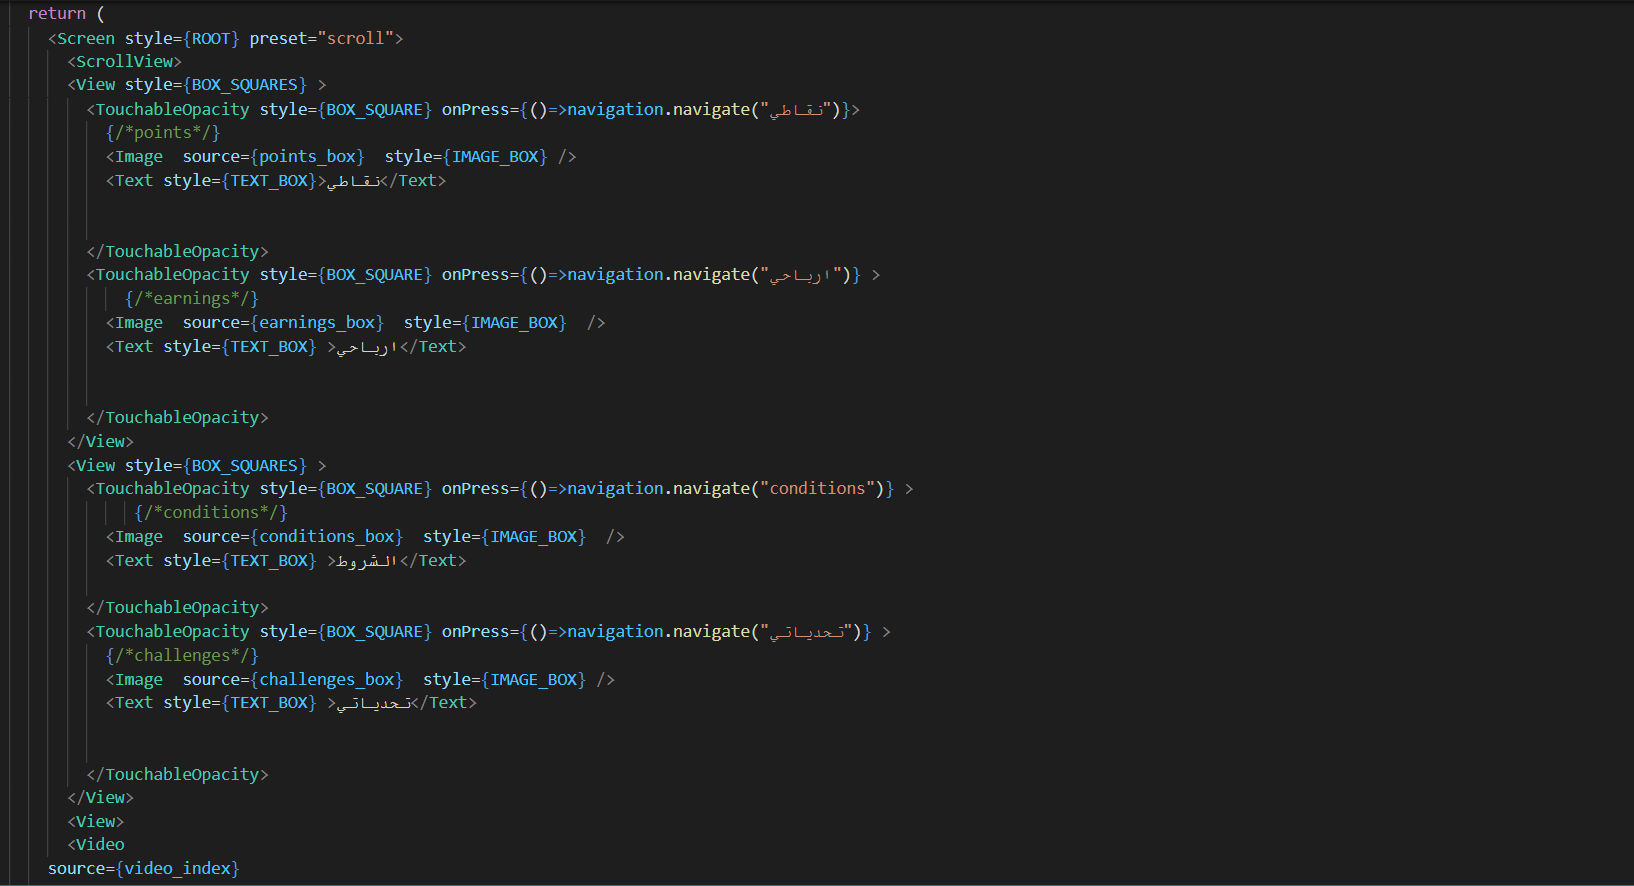 return (
<Screen style={ROOT} preset="scroll">
<ScrollView>
<View style={BOX_SQUARES} >
<TouchableOpacity style={BOX_SQUARE} onPress={()=>navigation.navigate("نقاطي")}>
{/*points*/}
<Image  source={points_box}  style={IMAGE_BOX} />
<Text style={TEXT_BOX}>نقاطي</Text>
</TouchableOpacity>
<TouchableOpacity style={BOX_SQUARE} onPress={()=>navigation.navigate("ارباحي")} >
{/*earnings*/}
<Image  source={earnings_box}  style={IMAGE_BOX}  />
<Text style={TEXT_BOX} >ارباحي</Text>
</TouchableOpacity>
</View>
<View style={BOX_SQUARES} >
<TouchableOpacity style={BOX_SQUARE} onPress={()=>navigation.navigate("conditions")} >
{/*conditions*/}
<Image  source={conditions_box}  style={IMAGE_BOX}  />
<Text style={TEXT_BOX} >الشروط</Text>
</TouchableOpacity>
<TouchableOpacity style={BOX_SQUARE} onPress={()=>navigation.navigate("تحدياتي")} >
{/*challenges*/}
<Image  source={challenges_box}  style={IMAGE_BOX} />
<Text style={TEXT_BOX} >تحدياتي</Text>
</TouchableOpacity>
</View>
<View>
<Video
source={video_index}